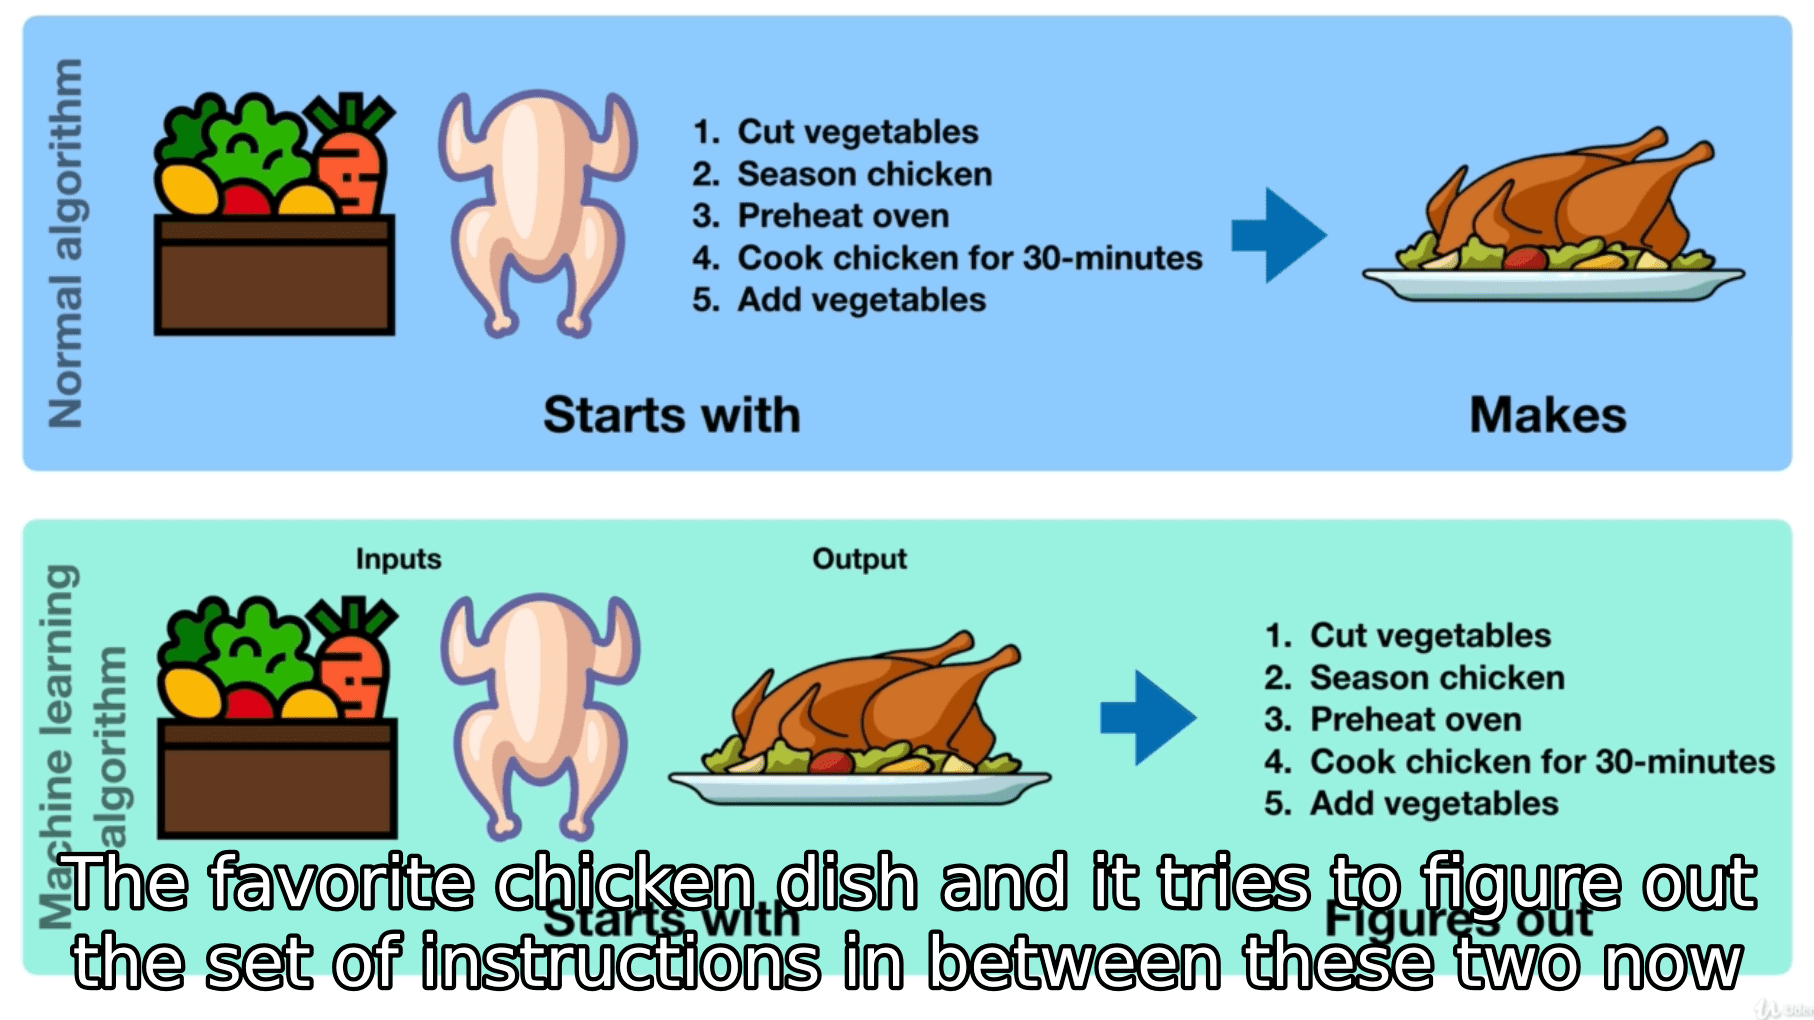 Normal algorithm
1. Cut vegetables
2. Season chicken
3. Preheat oven
4. Cook chicken for 30-minutes
5. Add vegetables
Starts with
Makes
Machine learning
algorithm
Inputs
Output
1. Cut vegetables
2. Season chicken
3. Preheat oven
4. Cook chicken for 30-minutes
5. Add vegetables
Starts with
Figures out
The favorite chicken dish and it tries to figure out
the set of instructions in between these two now